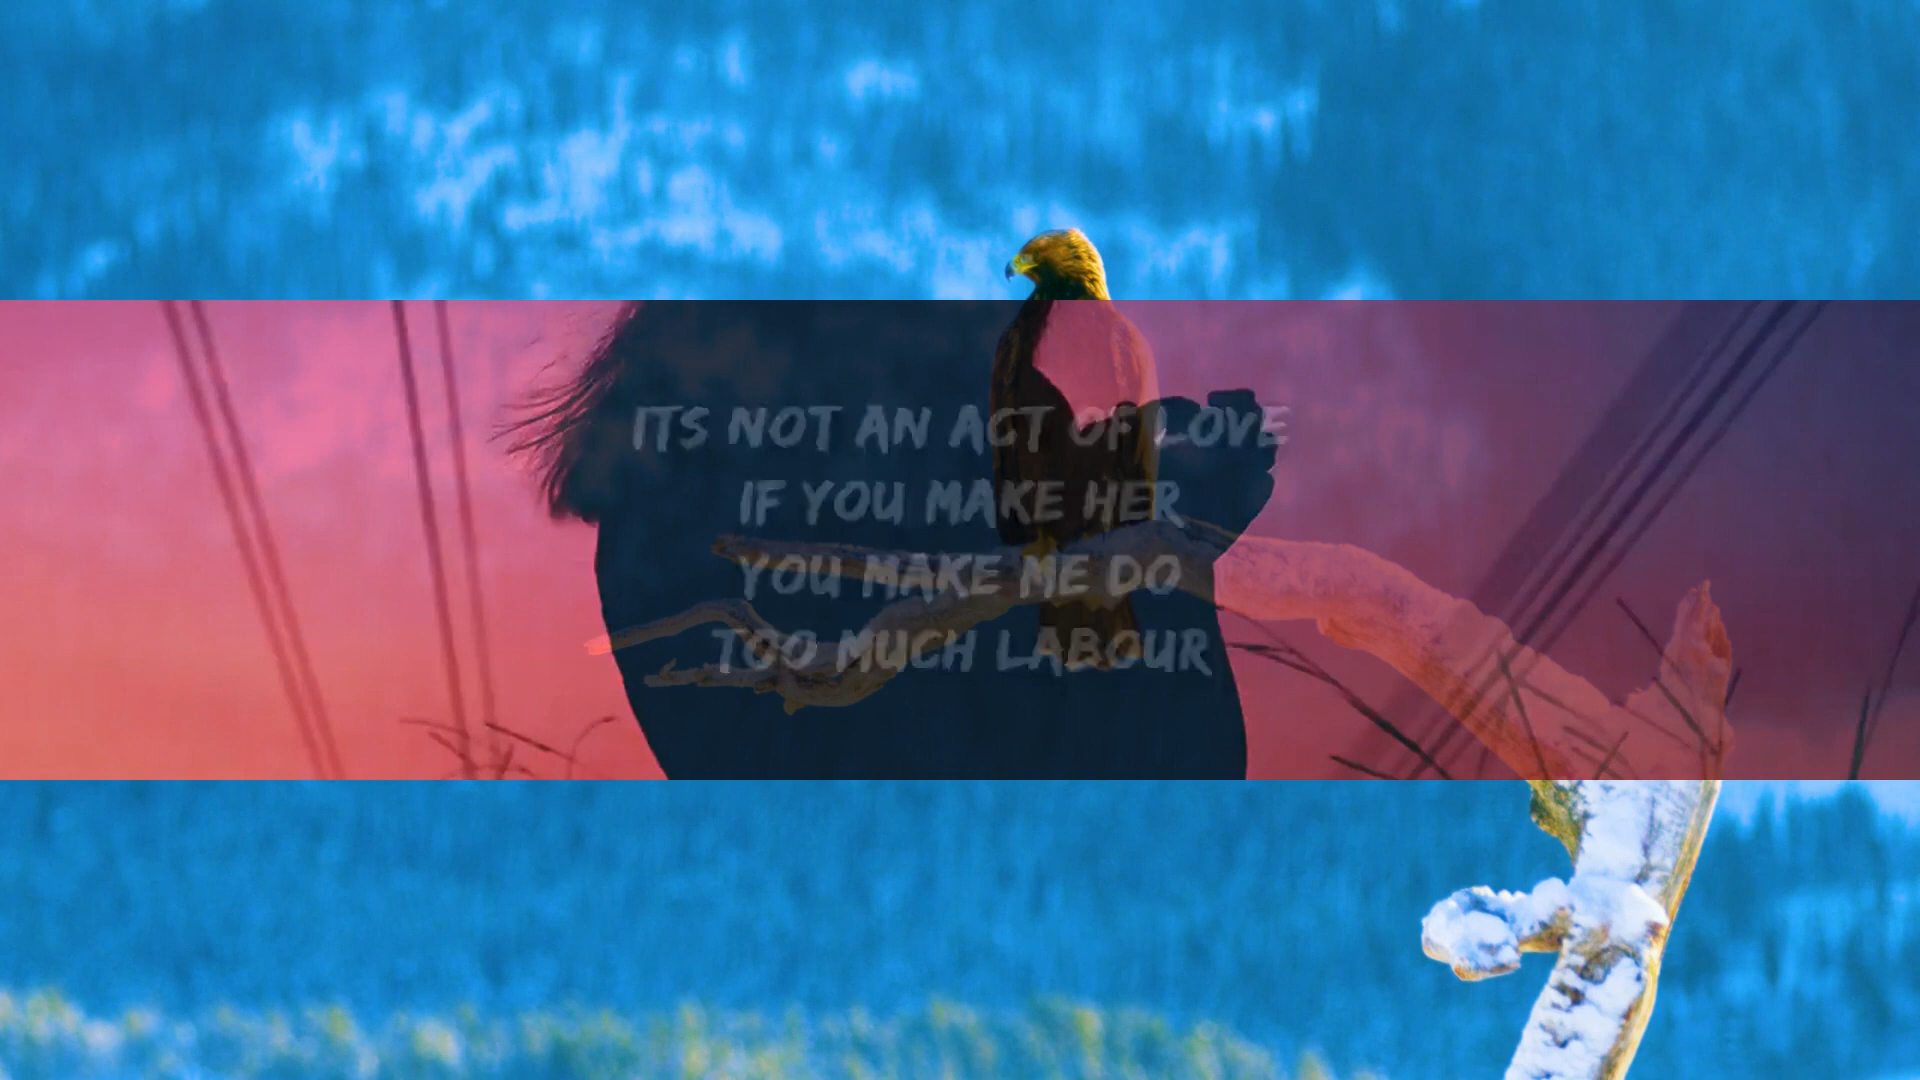 ITS NOT AN ACT OF LOVE
IF YOU MAKE HER
YOU MAKE ME DO
TOO MUCH LABOUR